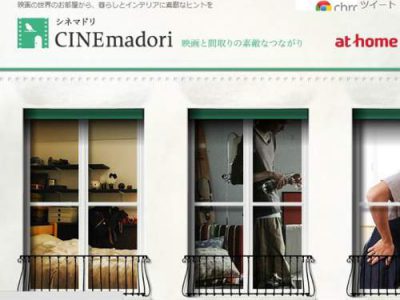 映画の世界のお部屋から、暮らしとインテリアに素敵なヒントを
rhrr ツイート
シネマドリ
CINEmadori 映画と間取りの素敵なつながり
at home